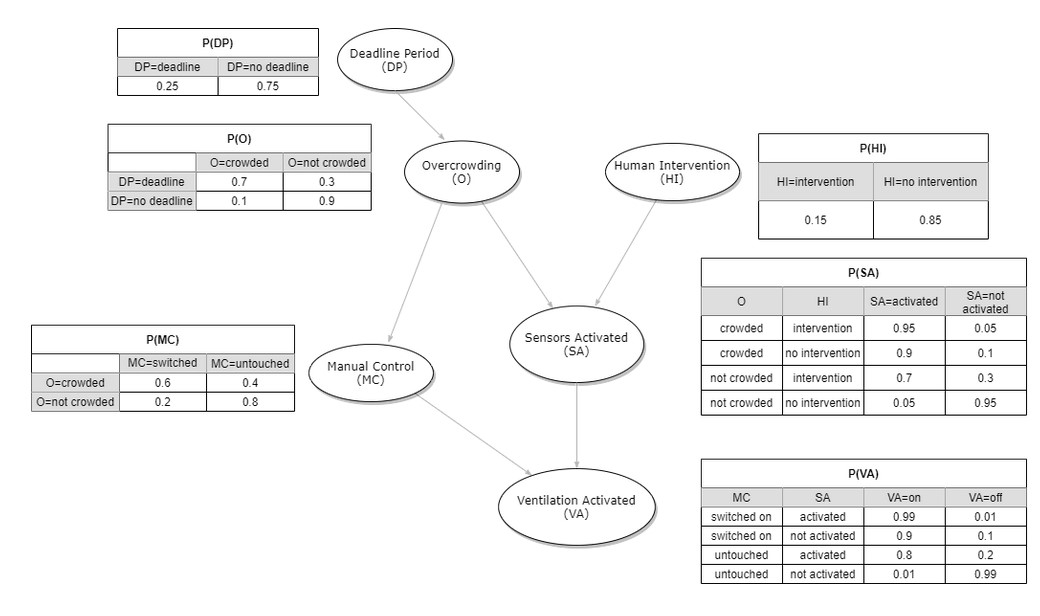 P(DP)
DP=deadline DP=no deadline
0.25 0.75
Deadline Period
(DP)
P(O)
O=crowded O=not crowded
DP=deadline 0.7 0.3
DP=no deadline 0.1 0.9
Overcrowding
(O)
Human Intervention
(HI)
P(HI)
HI=intervention HI=no intervention
0.15 0.85
P(SA)
O HI SA=activated SA=not
activated
crowded intervention 0.95 0.05
crowded no intervention 0.9 0.1
not crowded intervention 0.7 0.3
not crowded no intervention 0.05 0.95
P(MC)
MC=switched MC=untouched
O=crowded 0.6 0.4
O=not crowded 0.2 0.8
Manual Control
(MC)
Sensors Activated
(SA)
Ventilation Activated
(VA)
P(VA)
MC SA VA=on VA=off
switched on activated 0.99 0.01
switched on not activated 0.9 0.1
untouched activated 0.8 0.2
untouched not activated 0.01 0.99